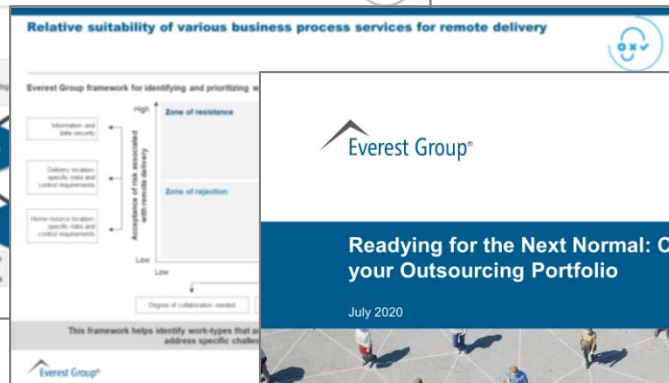 Relative suitability of various business process services for remote delivery
Everest Group framework for identifying and prioritizing w
High
Zone of resistance
Information and
data security
Delivery location-
specific risks and
control requirements
Home-/source location-
specific risks and
control requirements
Acceptance of risk associated
with remote delivery
Zone of rejection
Low
Low
Degree of collaboration needed
This framework helps identify work-types that a
address specific challen
Everest Group®
Everest Group®
Readying for the Next Normal: C
your Outsourcing Portfolio
July 2020